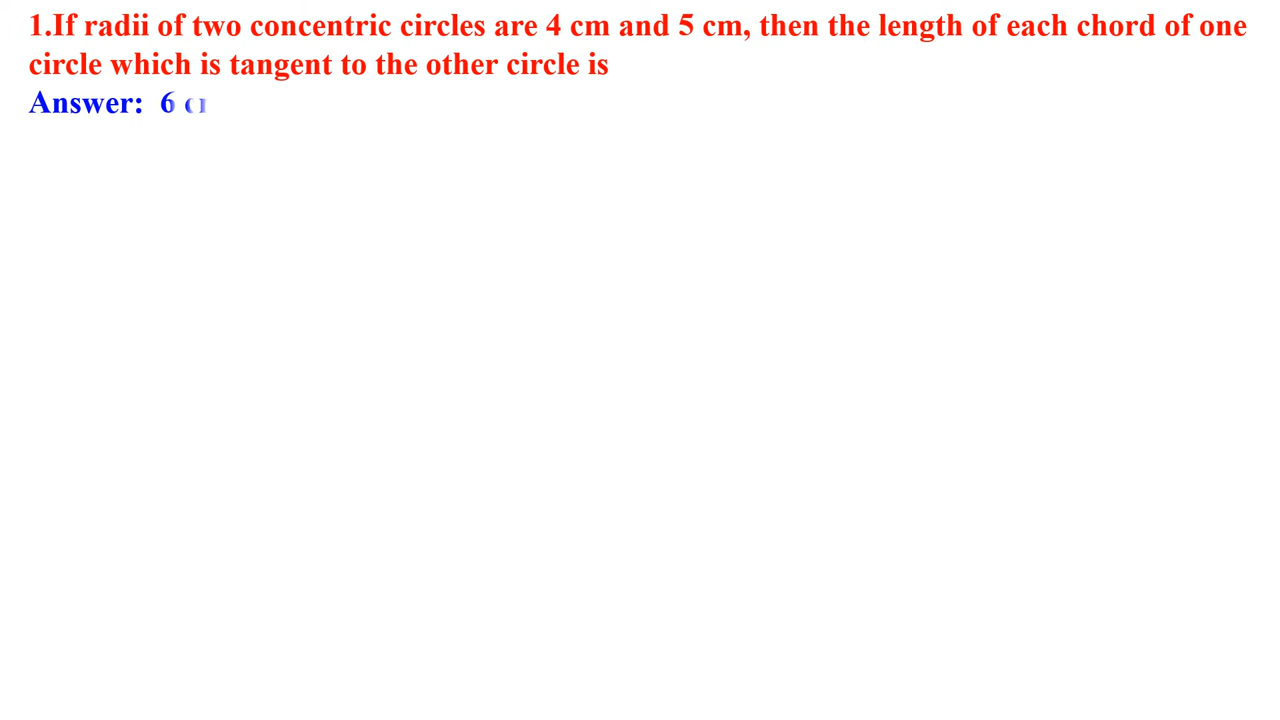 1.If radii of two concentric circles are 4 cm and 5 cm, then the length of each chord of one
circle which is tangent to the other circle is
Answer: 6